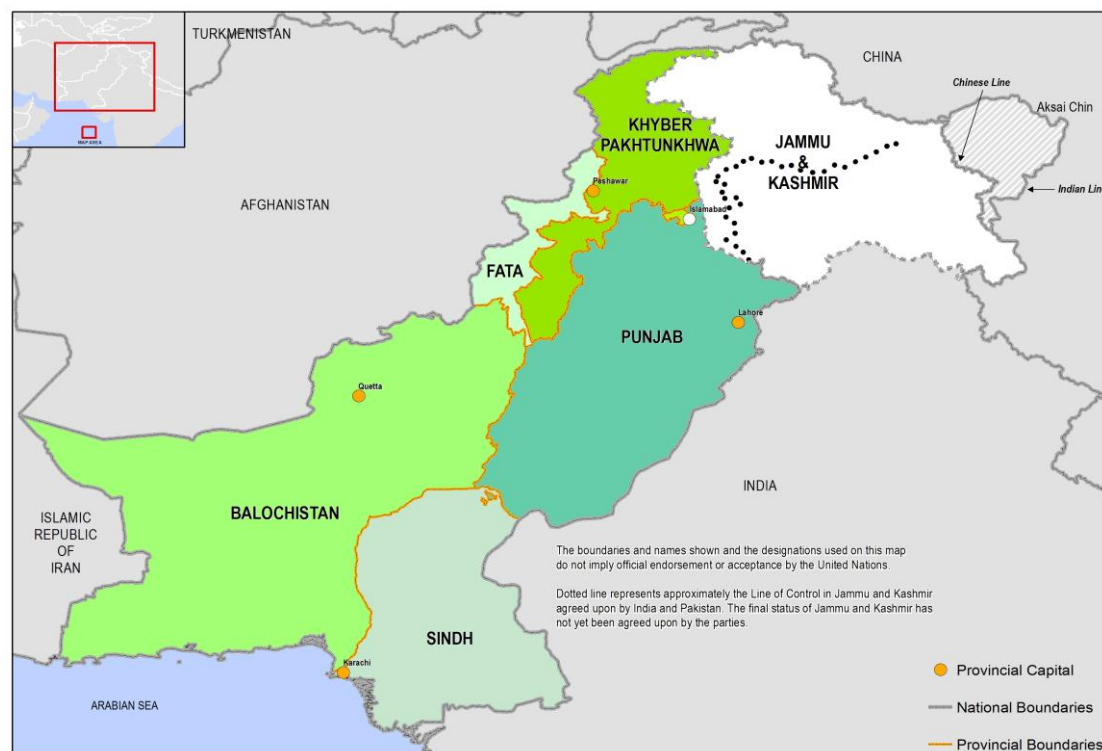 TURKMENISTAN
CHINA
Chinese Line
Aksai Chin
MAP AREA
KHYBER
PAKHTUNKHWA
JAMMU
&
KASHMIR
Peshawar
Indian Line
AFGHANISTAN
Islamabad
FATA
Lahore
PUNJAB
Quetta
INDIA
BALOCHISTAN
ISLAMIC
REPUBLIC
OF
IRAN
The boundaries and names shown and the designations used on this map
do not imply official endorsement or acceptance by the United Nations.
Dotted line represents approximately the Line of Control in Jammu and Kashmir
agreed upon by India and Pakistan. The final status of Jammu and Kashmir has
not yet been agreed upon by the parties.
SINDH
Karachi
Provincial Capital
ARABIAN SEA
National Boundaries
Provincial Boundaries